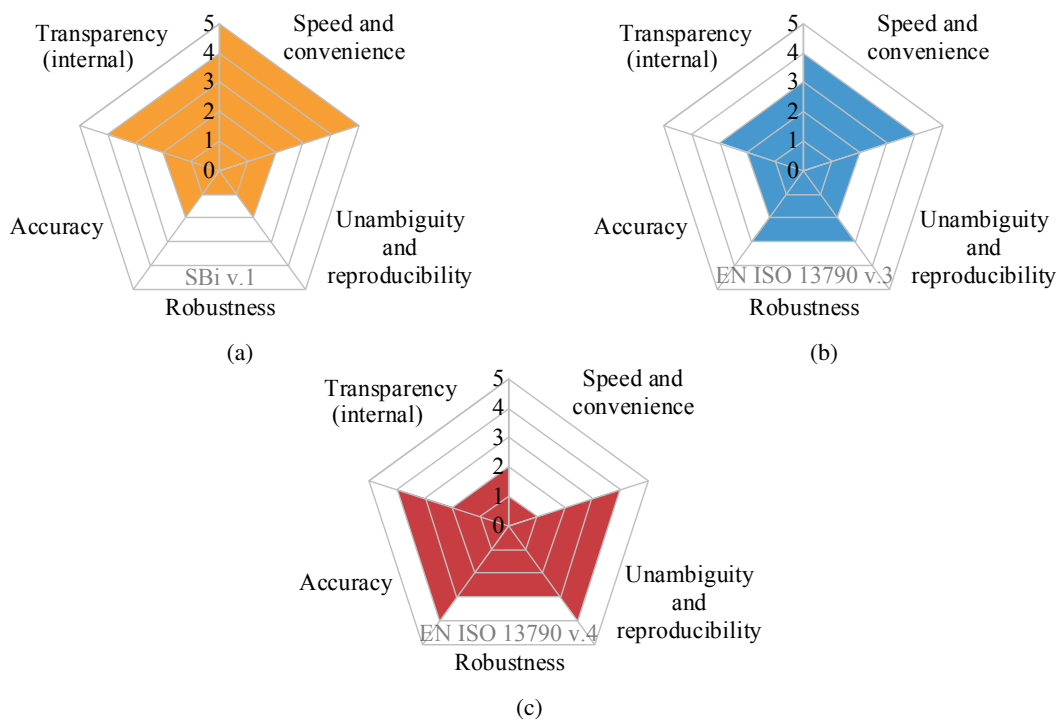 5
4
3
2
1
0
Transparency
(internal)
Speed and
convenience
Accuracy
Unambiguity
and
reproducibility
SBi v.1
Robustness
(a)
5
4
3
2
1
0
Transparency
(internal)
Speed and
convenience
Accuracy
Unambiguity
and
reproducibility
EN ISO 13790 v.3
Robustness
(b)
5
4
3
2
1
0
Transparency
(internal)
Speed and
convenience
Accuracy
Unambiguity
and
reproducibility
EN ISO 13790 v.4
Robustness
(c)